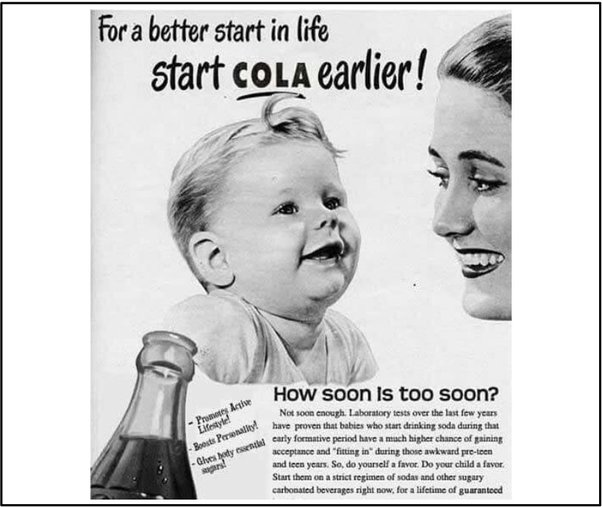 For a better start in life
start COLA earlier!
How soon is too soon?
- Promotes Active
Lifestyle!
- Boosts Personality!
- Gives body essential
sugars!
Not soon enough. Laboratory tests over the last few years
have proven that babies who start drinking soda during that
early formative period have a much higher chance of gaining
acceptance and "fitting in" during those awkward pre-teen
and teen years. So, do yourself a favor. Do your child a favor.
Start them on a strict regimen of sodas and other sugary
carbonated beverages right now, for a lifetime of guaranteed